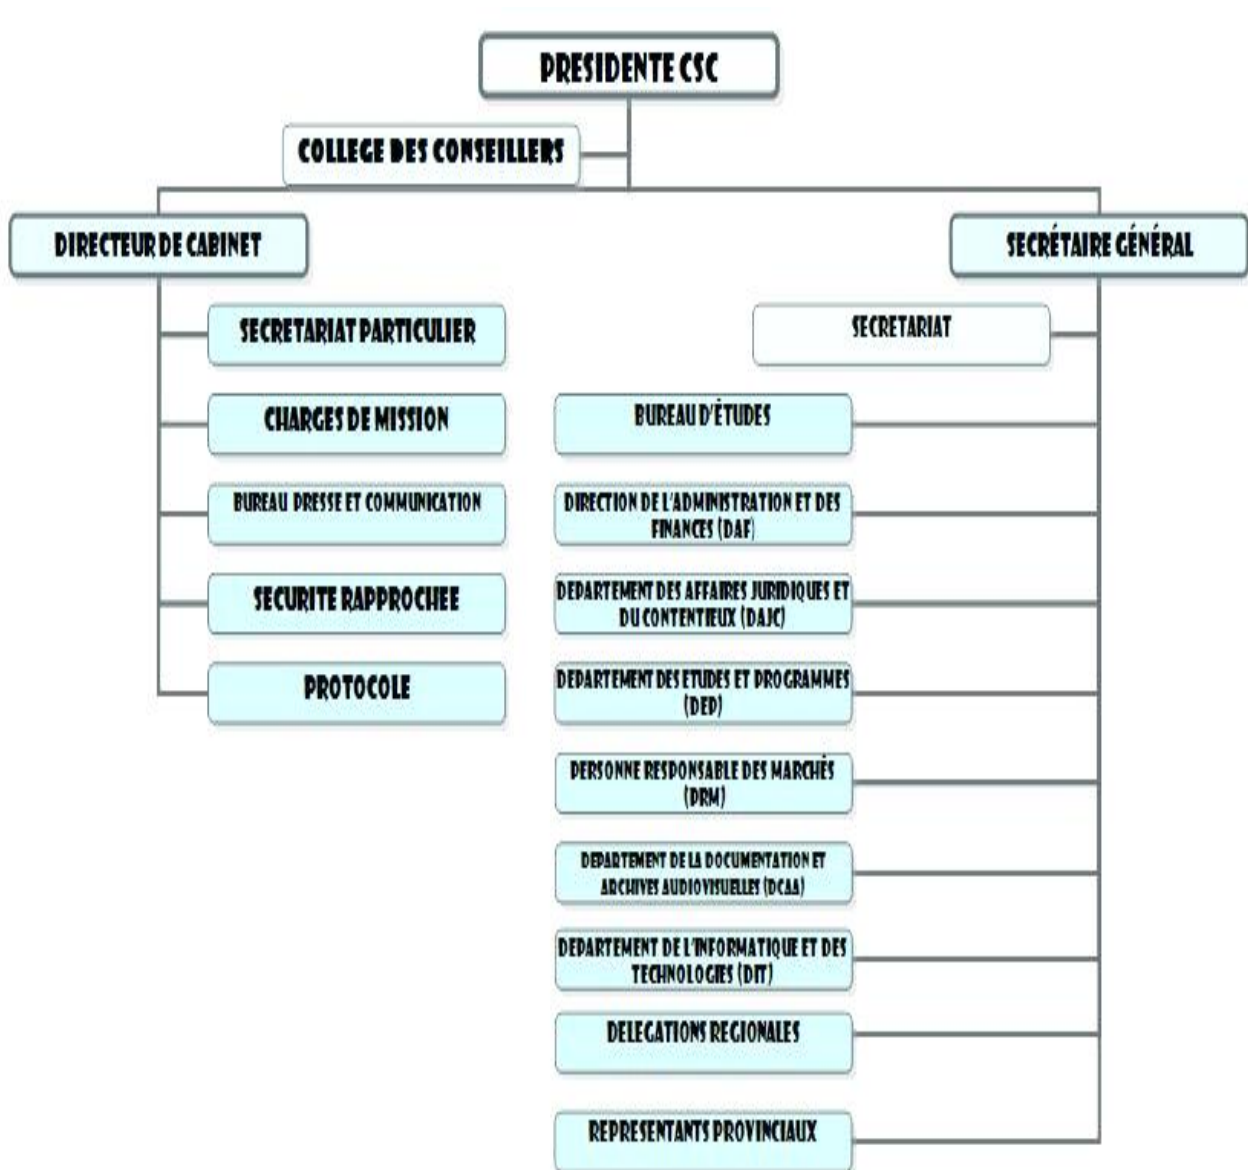 PRESIDENTE CSC
COLLEGE DES CONSEILLERS
DIRECTEUR DE CABINET
SECRÉTAIRE GÉNÉRAL
SECRETARIAT PARTICULIER
CHARGES DE MISSION
BUREAU PRESSE ET COMMUNICATION
SECURITE RAPPROCHEE
PROTOCOLE
SECRETARIAT
BUREAU D'ÉTUDES
DIRECTION DE L'ADMINISTRATION ET DES
FINANCES (DAF)
DEPARTEMENT DES AFFAIRES JURIDIQUES ET
DU CONTENTIEUX (DAJC)
DEPARTEMENT DES ETUDES ET PROGRAMMES
(DEP)
PERSONNE RESPONSABLE DES MARCHÉS
(PRM)
DEPARTEMENT DE LA DOCUMENTATION ET
ARCHIVES AUDIOVISUELLES (DCAA)
DEPARTEMENT DE L'INFORMATIQUE ET DES
TECHNOLOGIES (DIT)
DELEGATIONS REGIONALES
REPRESENTANTS PROVINCIAUX